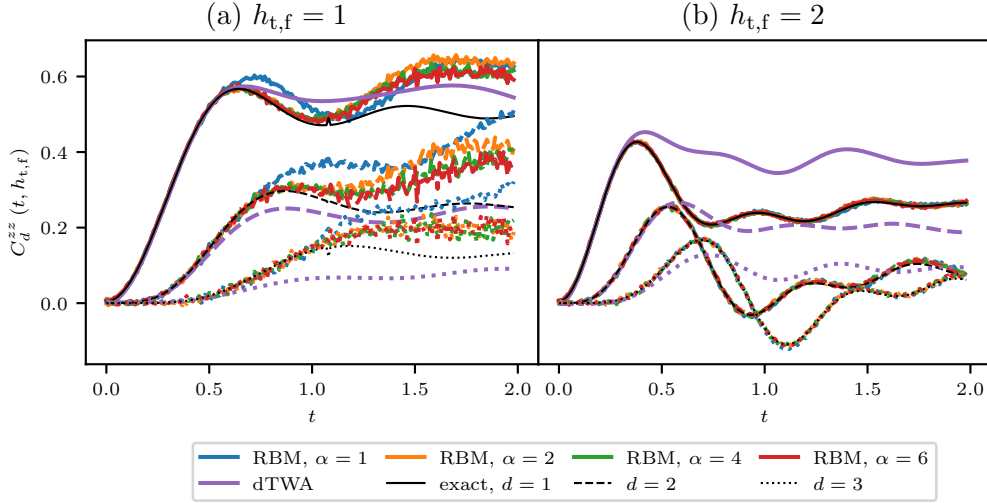 (a) h_{t,f} = 1
(b) h_{t,f} = 2
C_d^{zz} (t, h_{t,f})
0.6
0.4
0.2
0.0
0.0 0.5 1.0 1.5 2.0
0.0 0.5 1.0 1.5 2.0
t
t
RBM, α = 1 RBM, α = 2 RBM, α = 4 RBM, α = 6
dTWA exact, d = 1 d = 2 d = 3